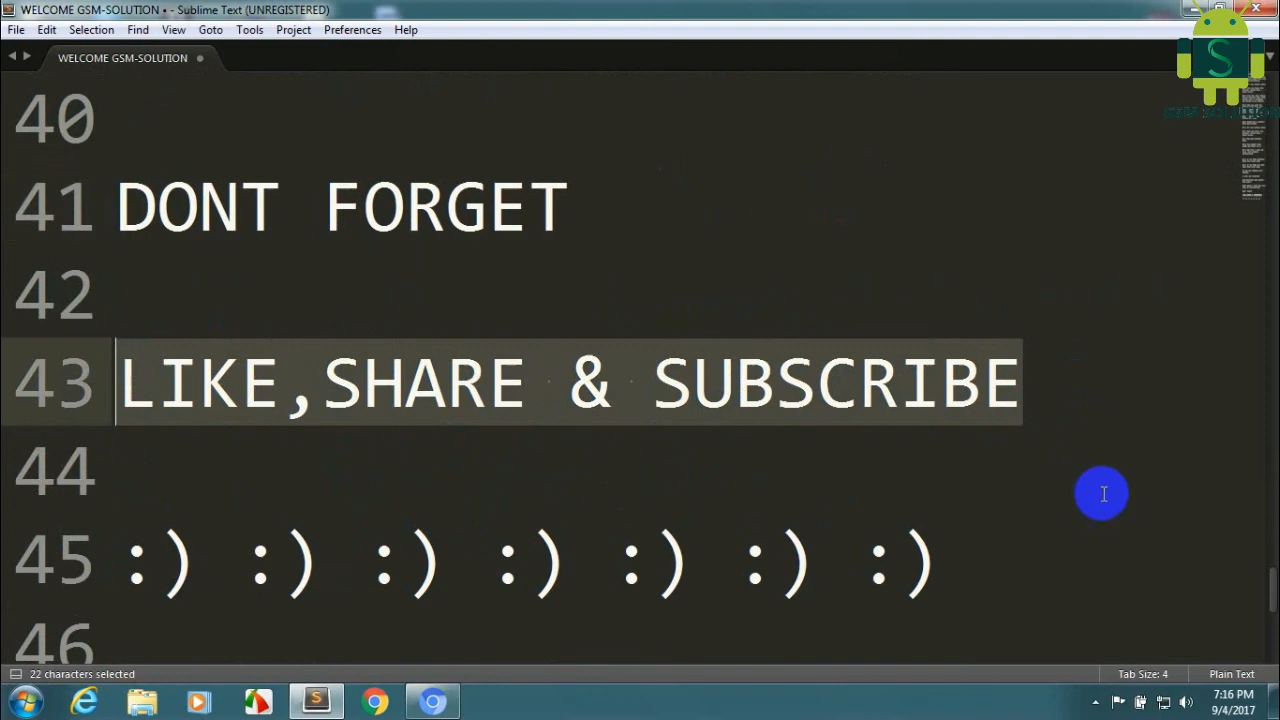 WELCOME GSM-SOLUTION • - Sublime Text (UNREGISTERED)
File Edit Selection Find View Goto Tools Project Preferences Help
WELCOME GSM-SOLUTION
S
GSM SOLUTION
40
41 DONT FORGET
42
43 LIKE,SHARE & SUBSCRIBE
44
45 :) :) :) :) :) :) :)
46
22 characters selected Tab Size: 4 Plain Text
S
7:16 PM
9/4/2017